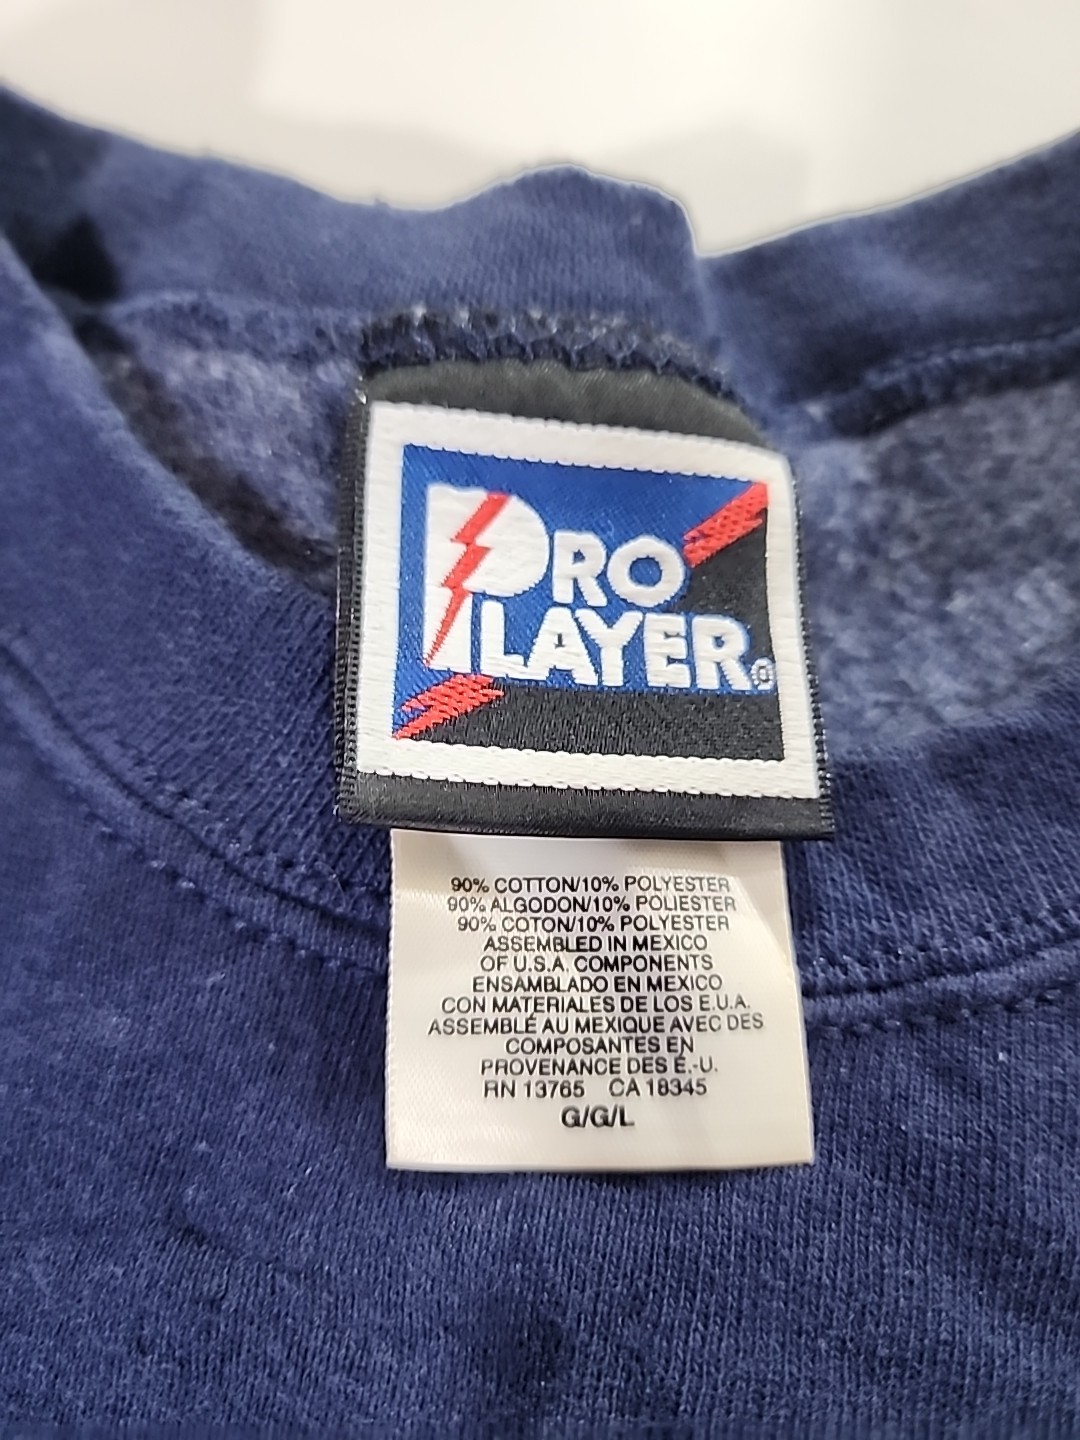 PRO
PLAYER®
90% COTTON/10% POLYESTER
90% ALGODON/10% POLIESTER
90% COTON/10% POLYESTER
ASSEMBLED IN MEXICO
OF U.S.A. COMPONENTS
ENSAMBLADO EN MEXICO
CON MATERIALES DE LOS E.U.A.
ASSEMBLÉ AU MEXIQUE AVEC DES
COMPOSANTES EN
PROVENANCE DES É.-U.
RN 13765 CA 18345
G/G/L